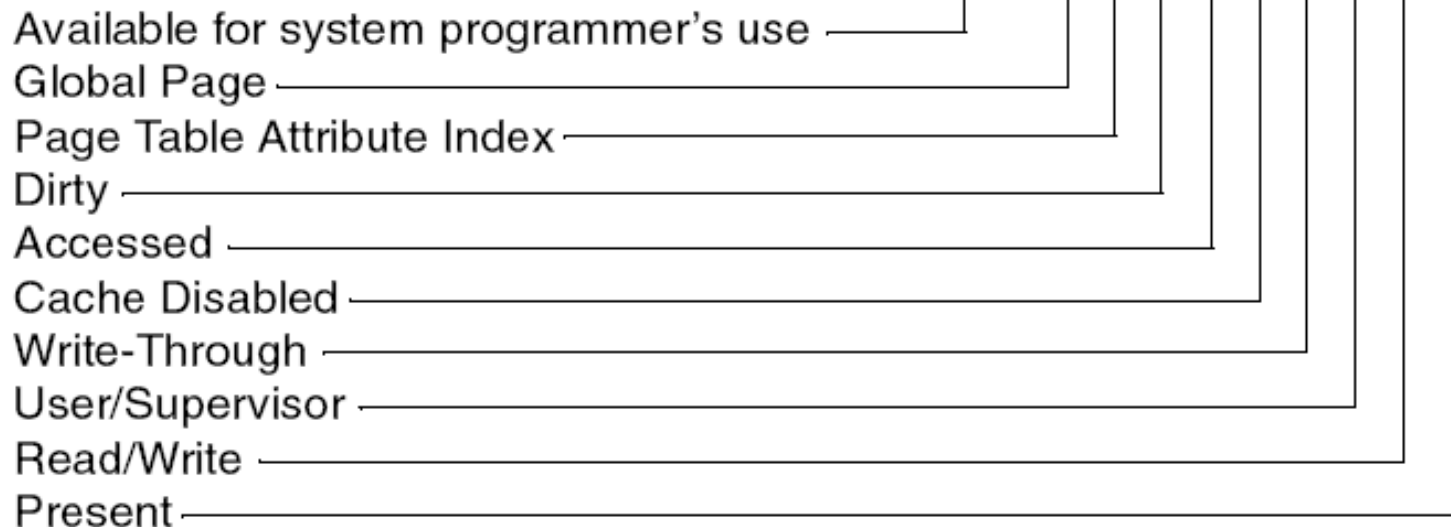 Available for system programmer’s use
Global Page
Page Table Attribute Index
Dirty
Accessed
Cache Disabled
Write-Through
User/Supervisor
Read/Write
Present